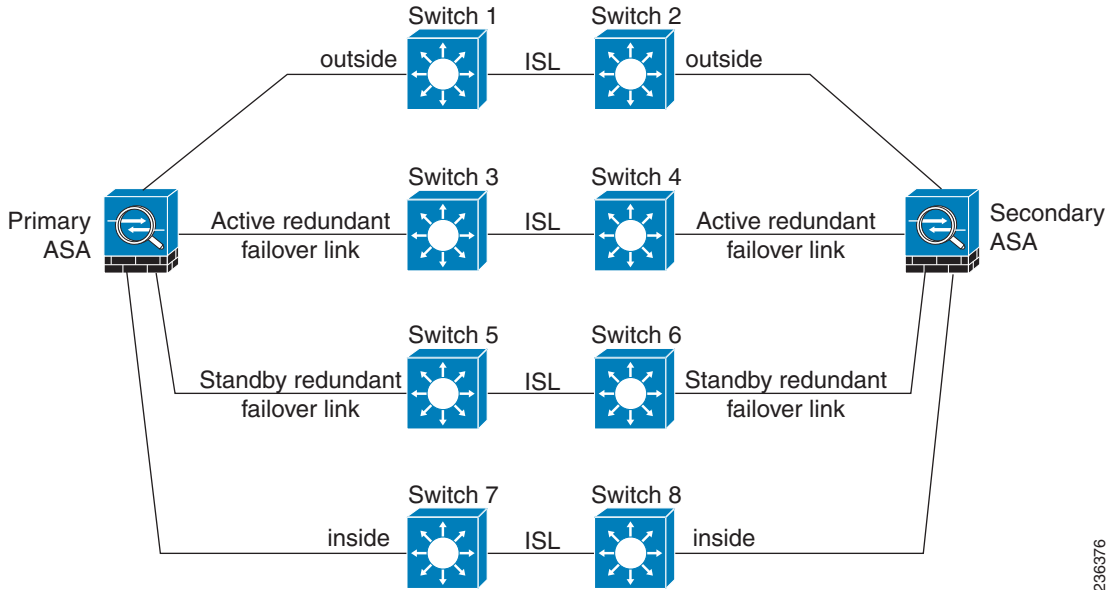 Switch 1
Switch 2
outside
ISL
outside
Switch 3
Switch 4
Primary
ASA
Active redundant
failover link
ISL
Active redundant
failover link
Secondary
ASA
Switch 5
Switch 6
Standby redundant
failover link
ISL
Standby redundant
failover link
Switch 7
Switch 8
inside
ISL
inside
236376